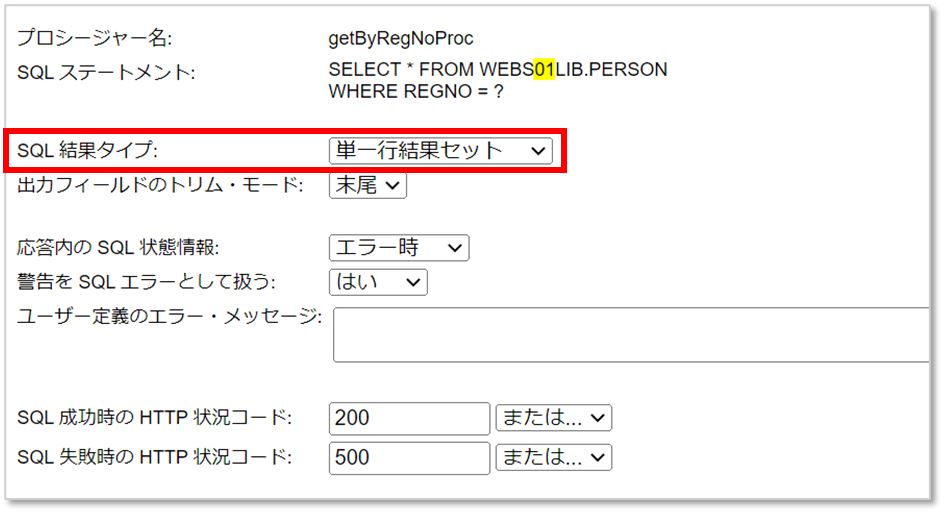 プロシージャー名: getByRegNoProc
SQL ステートメント: SELECT * FROM WEBS01LIB.PERSON
WHERE REGNO = ?
SQL 結果タイプ: 単一行結果セット
出力フィールドのトリム・モード: 末尾
応答内の SQL 状態情報: エラー時
警告を SQL エラーとして扱う: はい
ユーザー定義のエラー・メッセージ:
SQL 成功時の HTTP 状況コード: 200 または...
SQL 失敗時の HTTP 状況コード: 500 または...